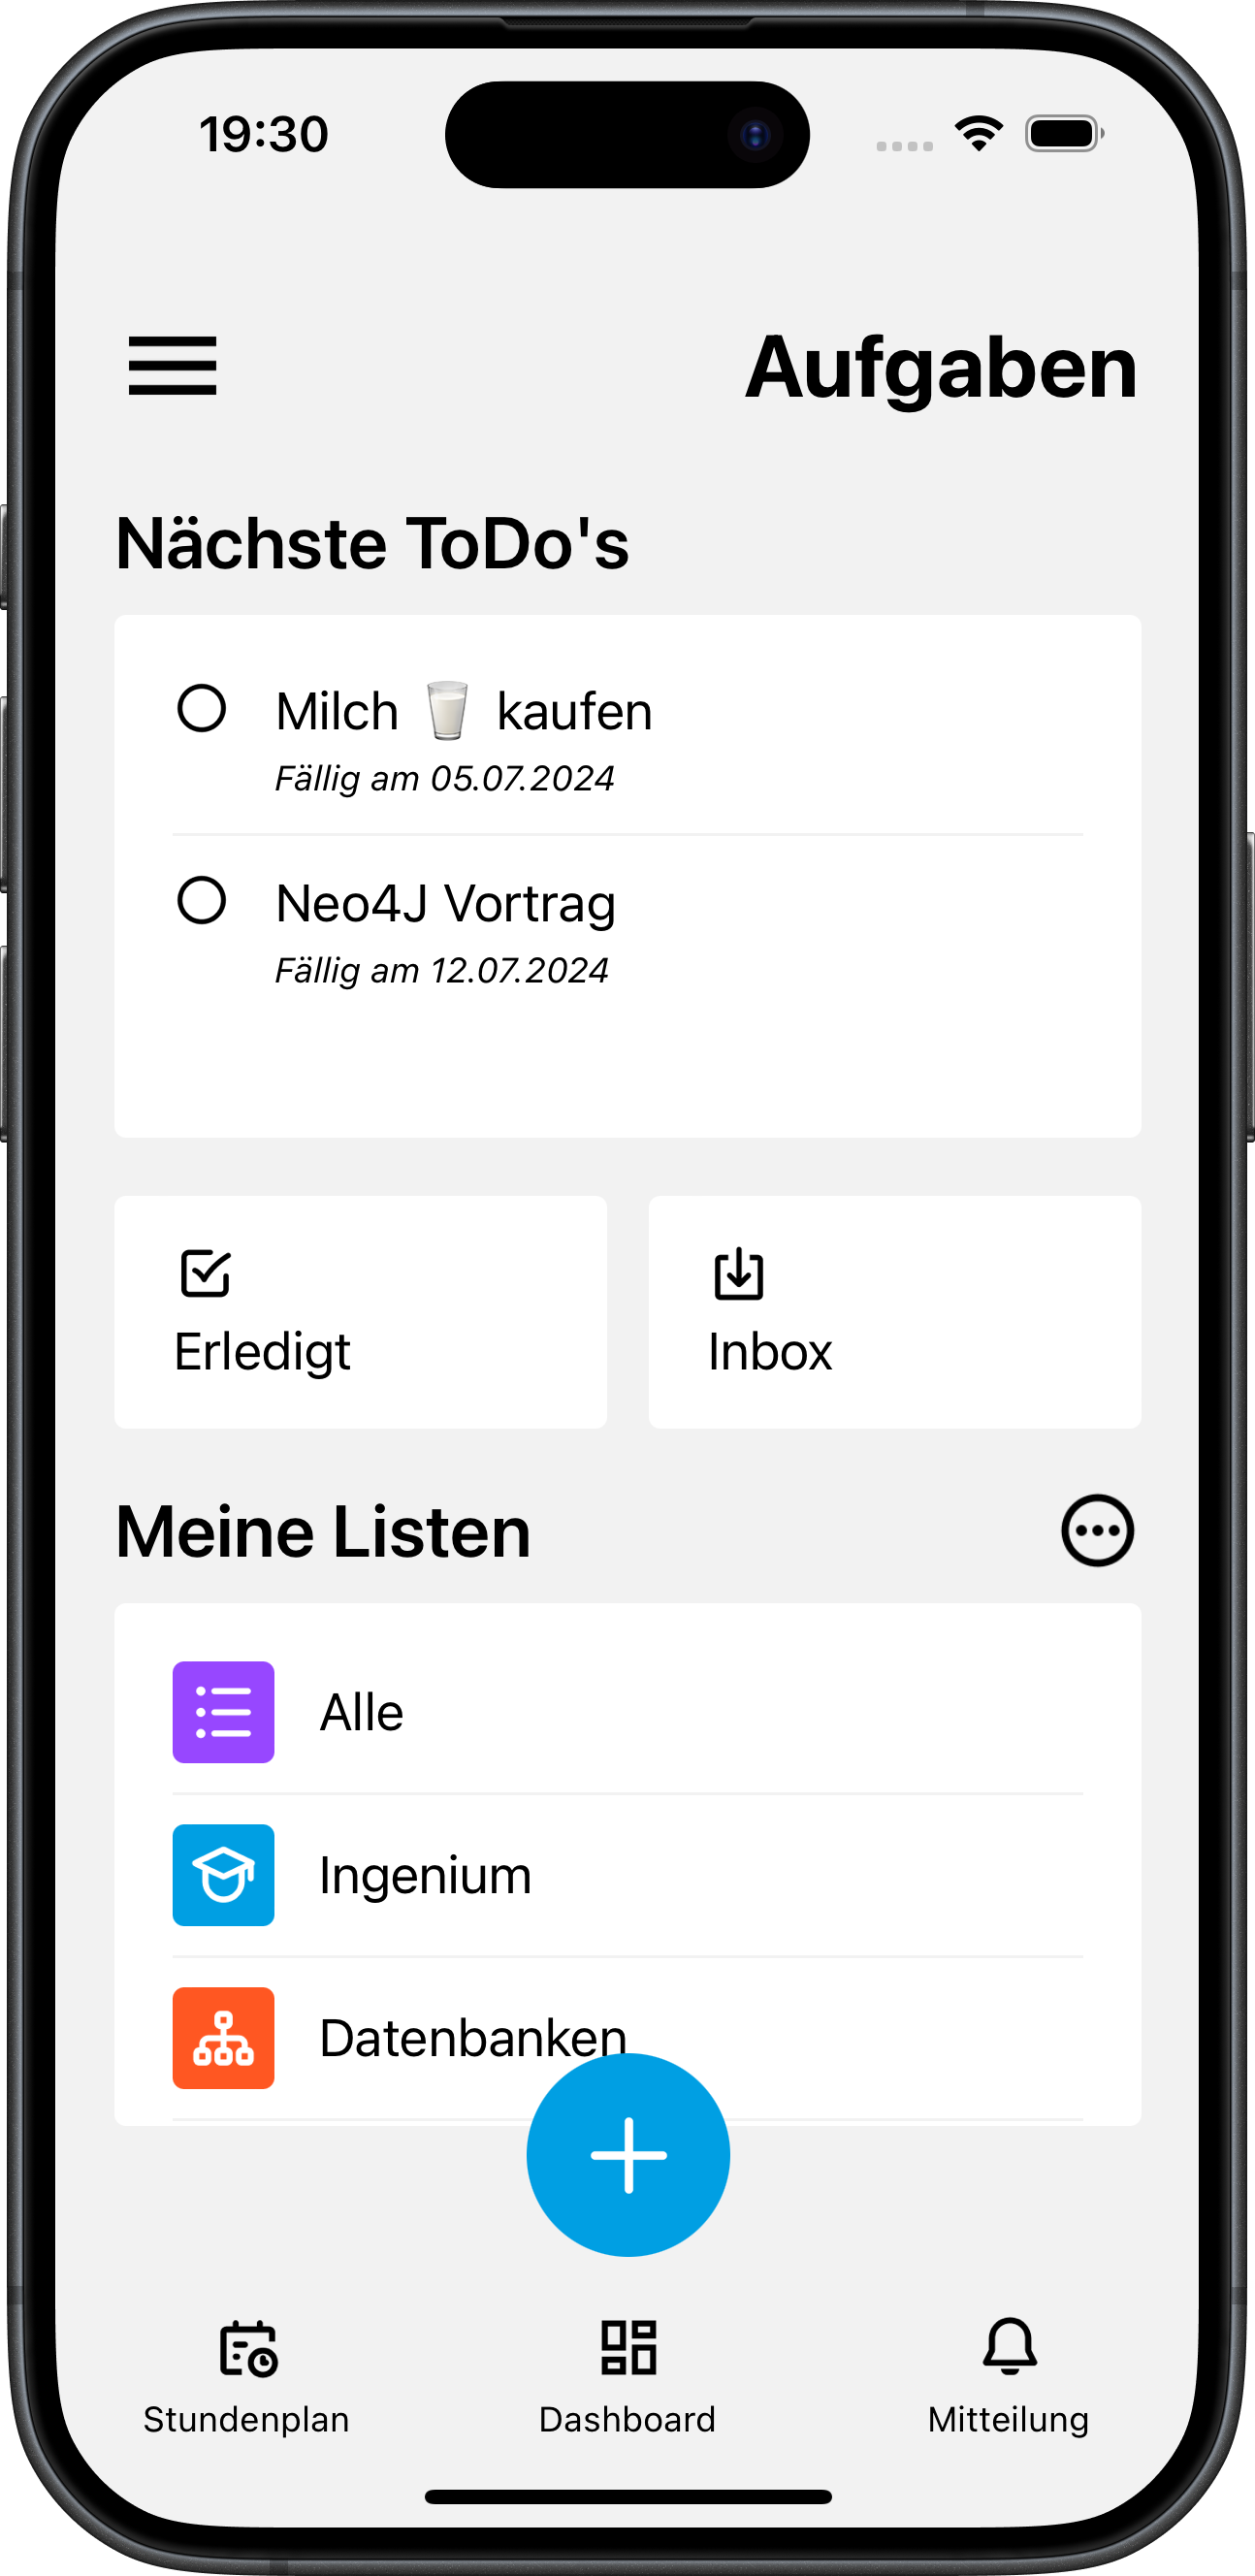 19:30
Aufgaben
Nächste ToDo's
Milch 🥛 kaufen
Fällig am 05.07.2024
Neo4J Vortrag
Fällig am 12.07.2024
Erledigt
Inbox
Meine Listen
Alle
Ingenium
Datenbanken
Stundenplan
Dashboard
Mitteilung